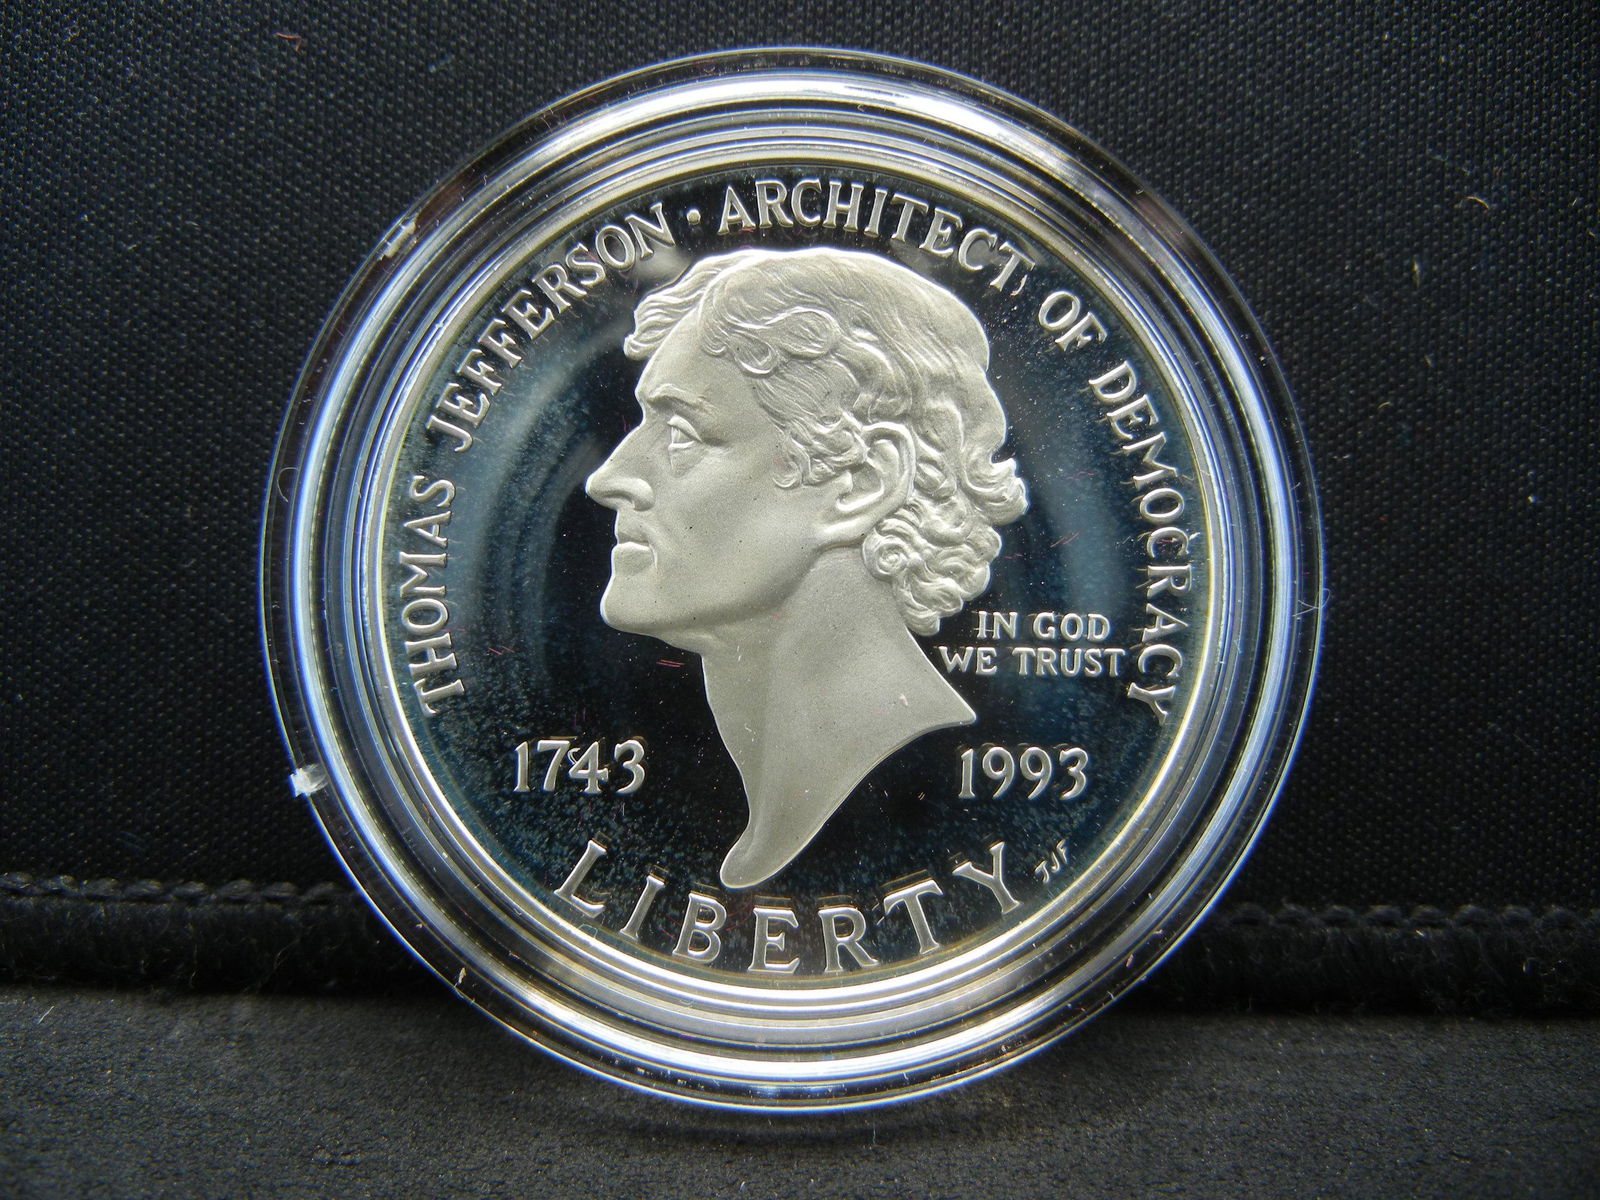 THOMAS JEFFERSON · ARCHITECT OF DEMOCRACY
IN GOD
WE TRUST
1743
1993
LIBERTY
TJF